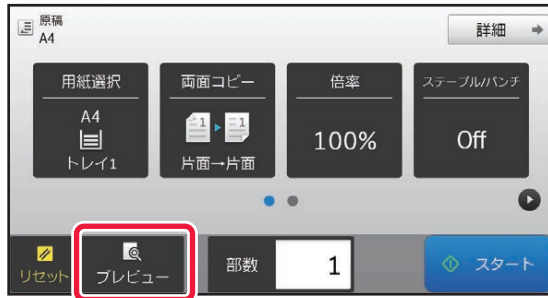 原稿
A4
詳細
用紙選択
A4
トレイ1
両面コピー
1 1
片面→片面
倍率
100%
ステープル/パンチ
Off
リセット
プレビュー
部数
1
スタート